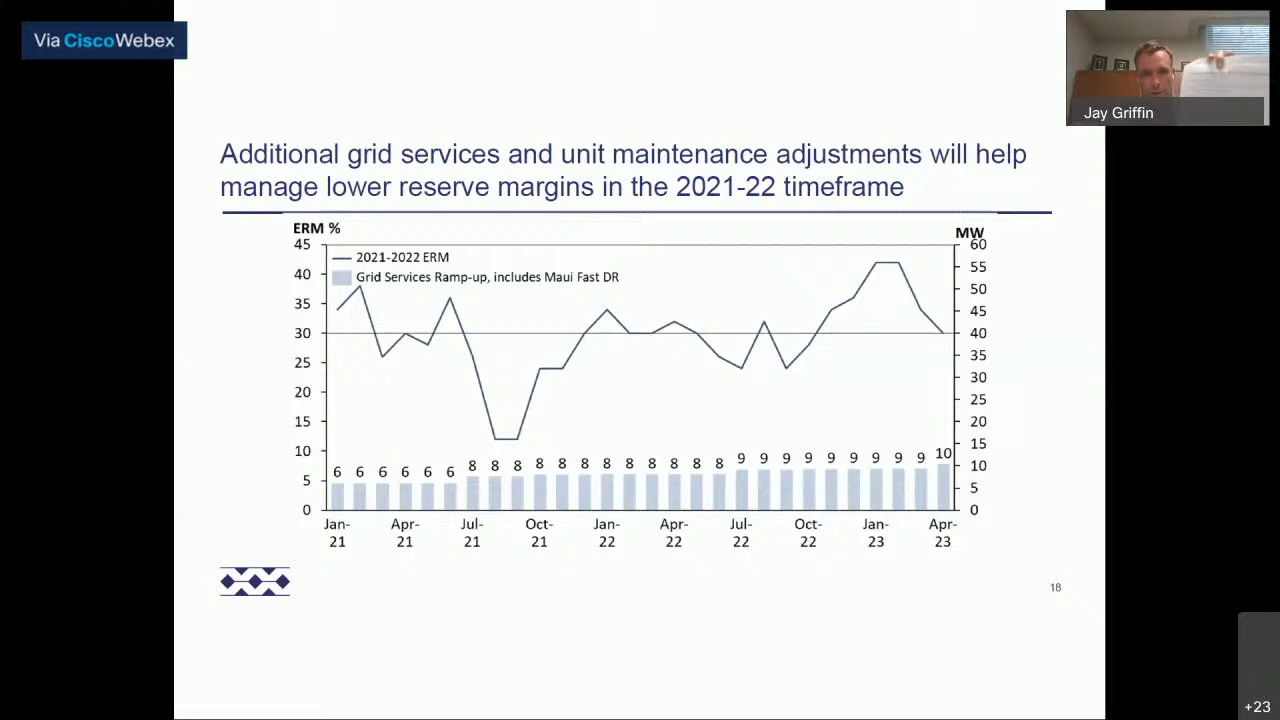 Via CiscoWebex
Jay Griffin
Additional grid services and unit maintenance adjustments will help
manage lower reserve margins in the 2021-22 timeframe
ERM %
MW
2021-2022 ERM
Grid Services Ramp-up, includes Maui Fast DR
45
40
35
30
25
20
15
10
5
0
60
55
50
45
40
35
30
25
20
15
10
5
0
6 6 6 6 6 6 8 8 8 8 8 8 8 8 8 8 8 8 9 9 9 9 9 9 9 9 9 10
Jan- Apr- Jul- Oct- Jan- Apr- Jul- Oct- Jan- Apr-
21 21 21 21 22 22 22 22 23 23
18
+23